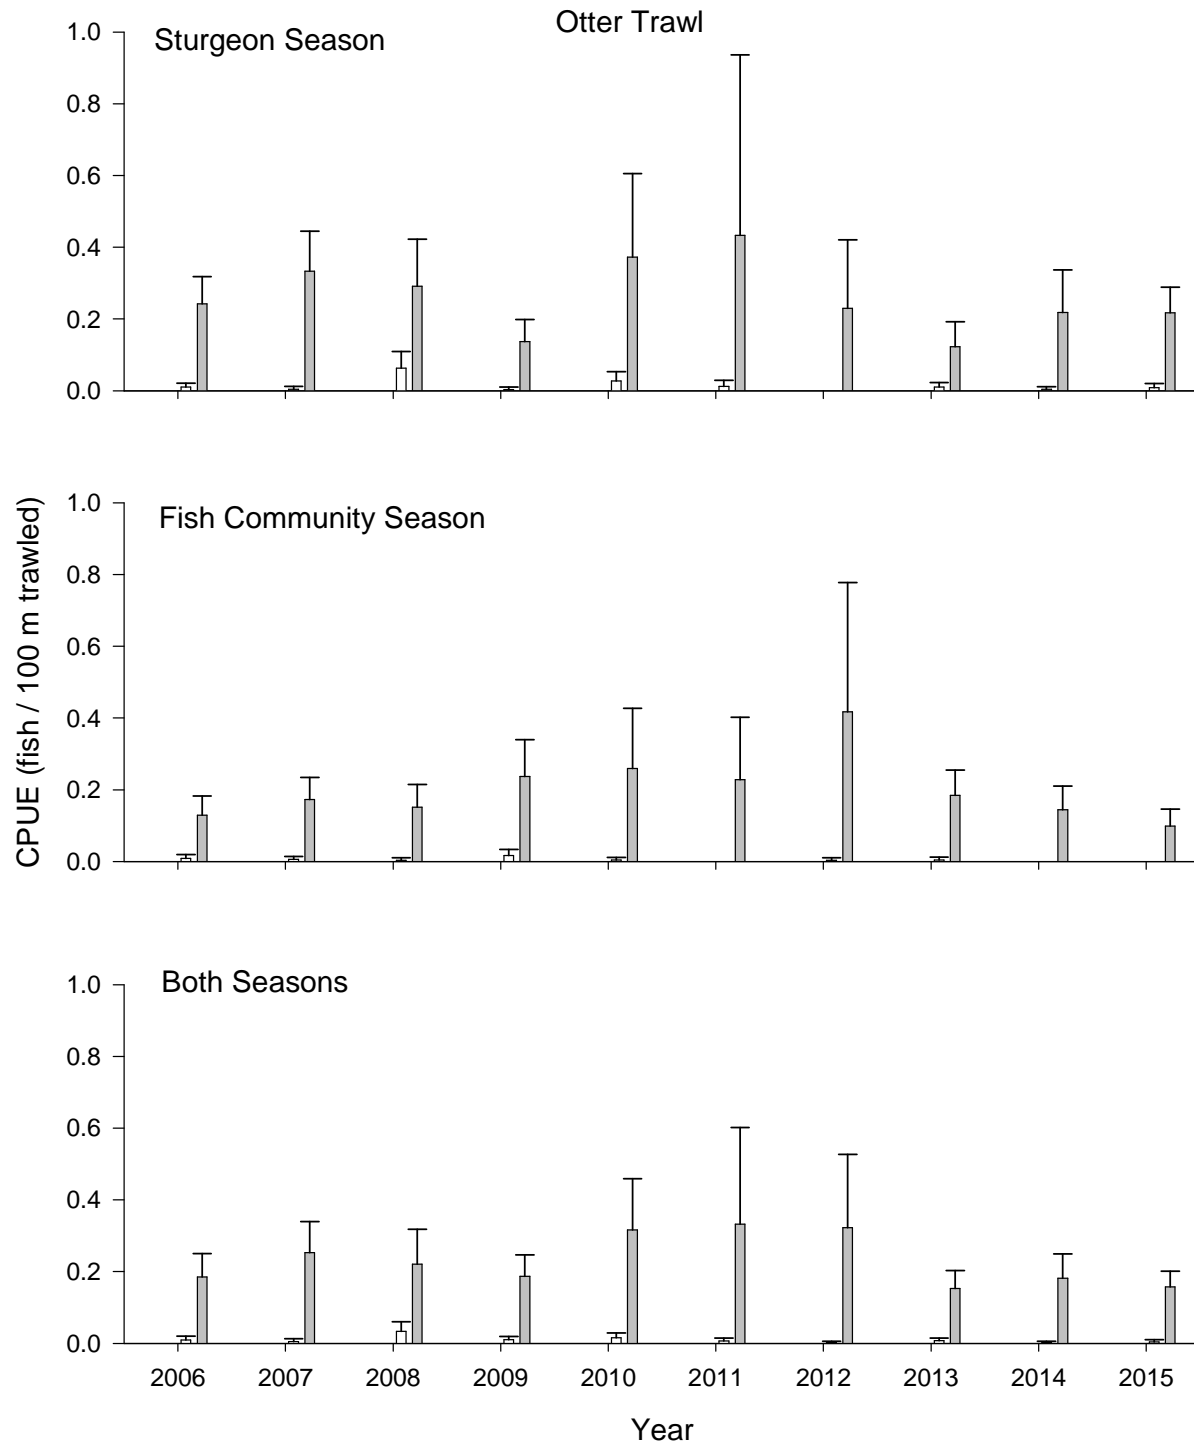 Otter Trawl
Sturgeon Season
1.0
0.8
0.6
0.4
0.2
0.0
Fish Community Season
1.0
0.8
0.6
0.4
0.2
0.0
CPUE (fish / 100 m trawled)
Both Seasons
1.0
0.8
0.6
0.4
0.2
0.0
2006 2007 2008 2009 2010 2011 2012 2013 2014 2015
Year